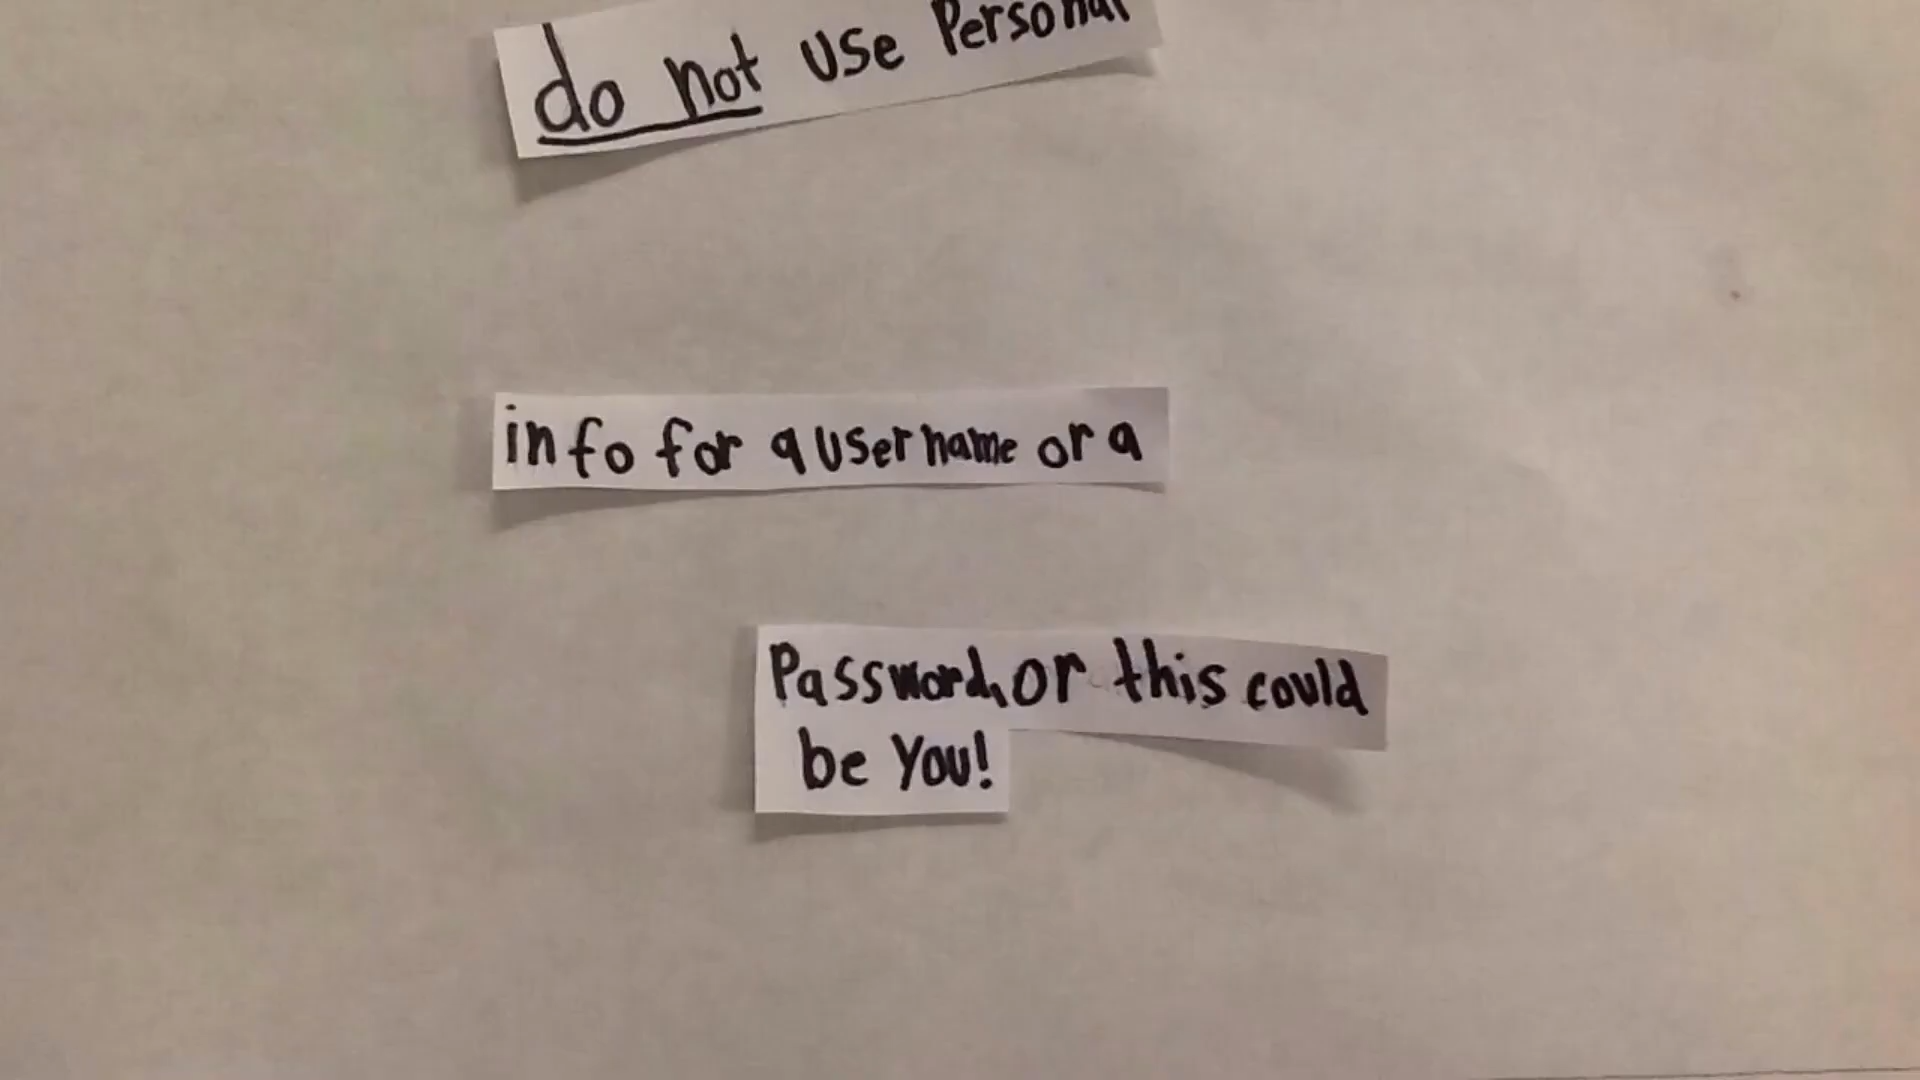 do not use Personal
info for a username or a
Password, or this could
be You!